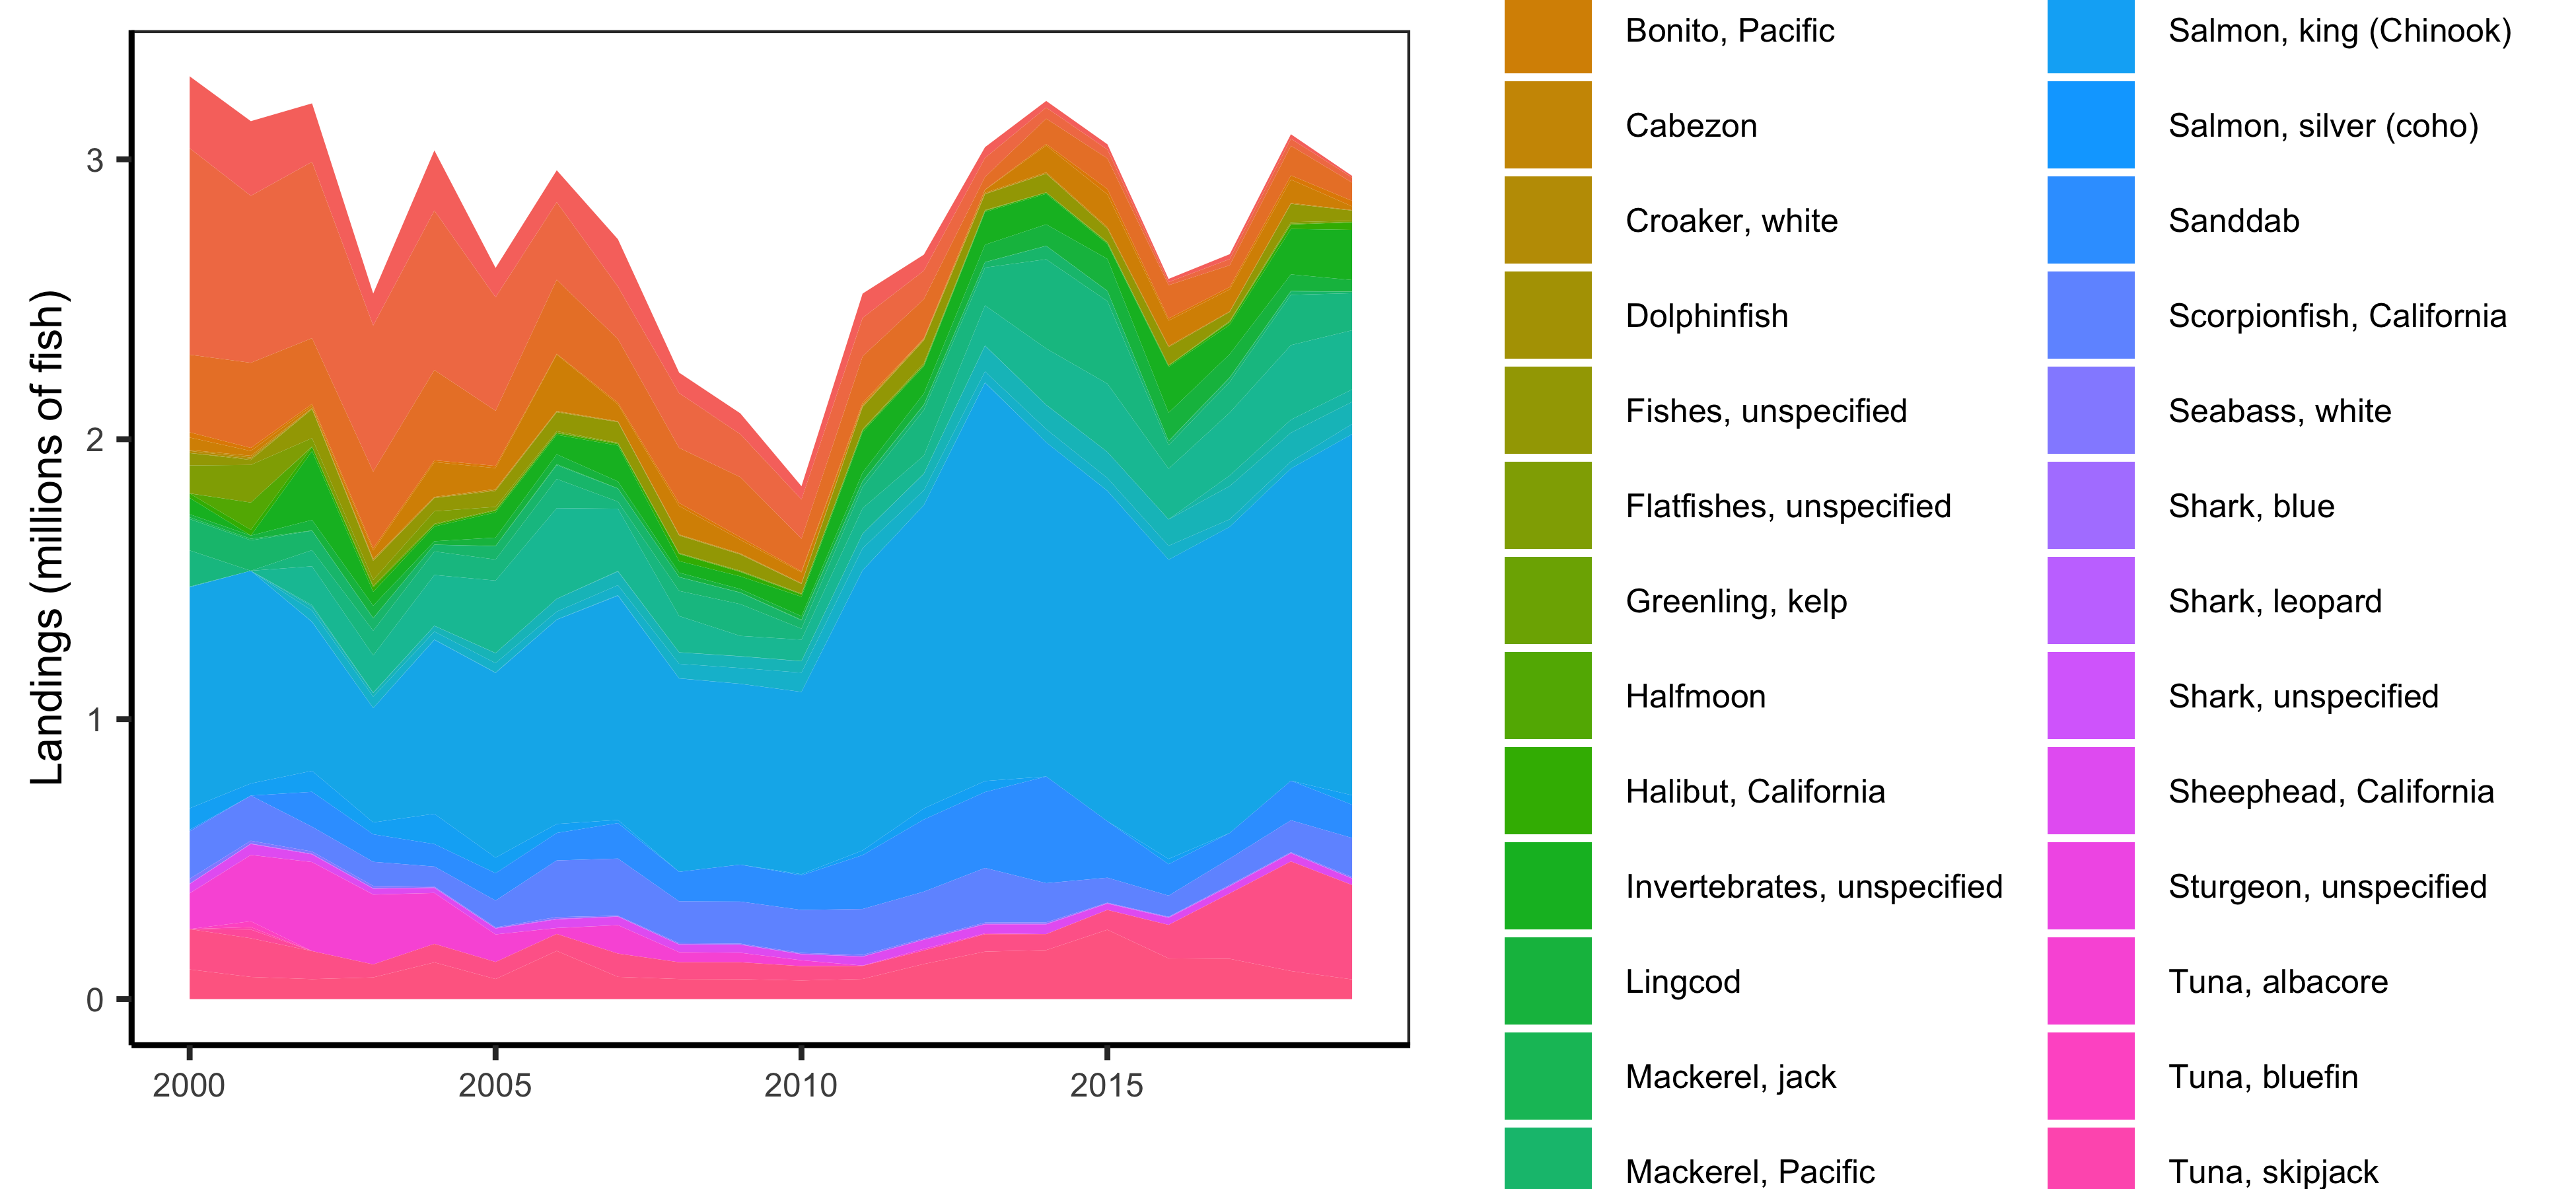 Landings (millions of fish)
3
2
1
0
2000
2005
2010
2015
Bonito, Pacific
Cabezon
Croaker, white
Dolphinfish
Fishes, unspecified
Flatfishes, unspecified
Greenling, kelp
Halfmoon
Halibut, California
Invertebrates, unspecified
Lingcod
Mackerel, jack
Mackerel, Pacific
Salmon, king (Chinook)
Salmon, silver (coho)
Sanddab
Scorpionfish, California
Seabass, white
Shark, blue
Shark, leopard
Shark, unspecified
Sheephead, California
Sturgeon, unspecified
Tuna, albacore
Tuna, bluefin
Tuna, skipjack